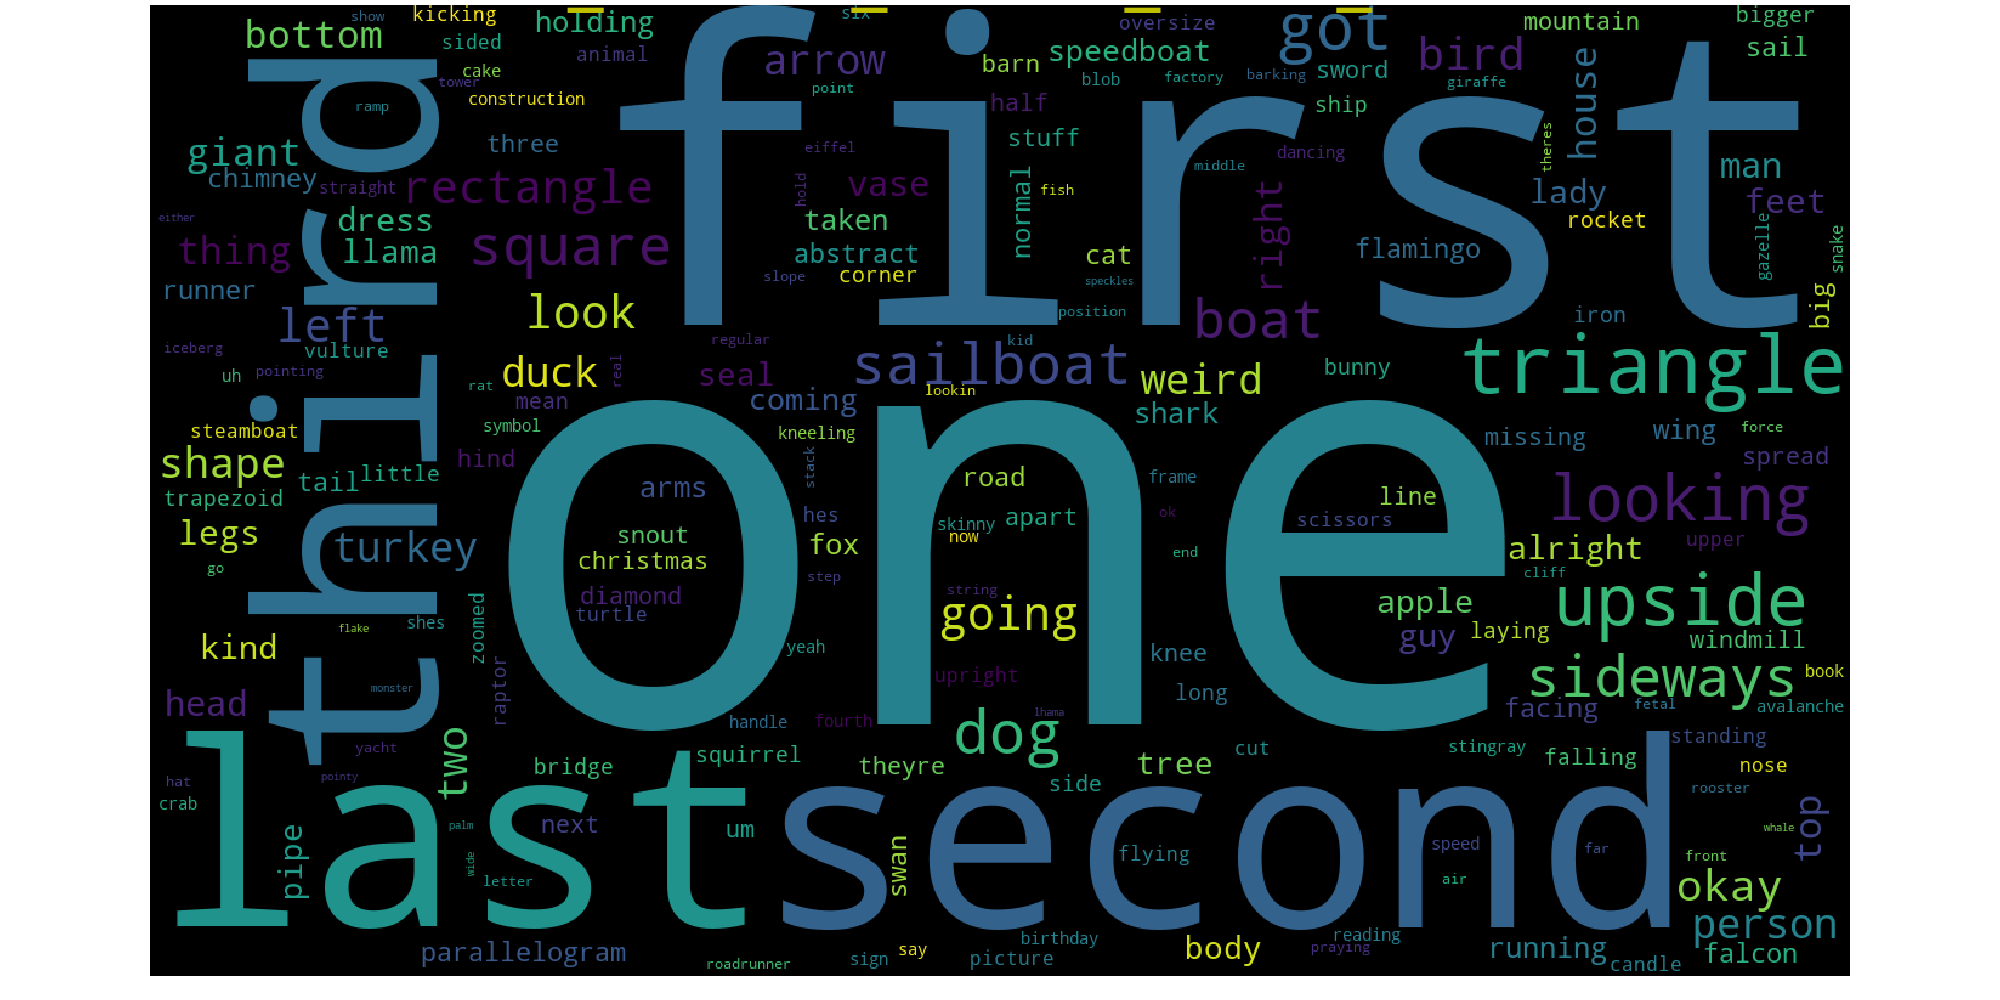 show
kicking
holding
six
oversize
got
mountain
bigger
bottom
sided
animal
arrow
barn
speedboat
bird
sail
cake
tower
construction
point
blob
factory
barking
sword
giraffe
house
ramp
third
first
half
ship
giant
three
eiffel
stuff
dancing
theres
man
chimney
straight
rectangle
hold
vase
fish
middle
normal
right
lady
feet
either
dress
taken
flamingo
rocket
gazelle
snake
thing
llama
square
abstract
cat
runner
corner
slope
speckles
big
left
look
position
boat
iron
iceberg
vulture
regular
kid
triangle
uh
pointing
duck
real
seal
sailboat
weird
bunny
rat
lookin
mean
coming
shark
steamboat
symbol
kneeling
missing
wing
force
shape
hind
stack
spread
trapezoid
tail
little
arms
road
frame
line
looking
legs
hes
skinny
apart
ok
scissors
turkey
snout
fox
now
end
alright
upper
go
christmas
step
cliff
one
diamond
string
apple
upside
zoomed
turtle
going
flake
shes
guy
laying
windmill
kind
yeah
knee
raptor
upright
sideways
book
monster
long
head
handle
fourth
lhama
facing
fetal
avalanche
yacht
two
squirrel
dog
cut
stingray
standing
pointy
bridge
theyre
tree
falling
nose
hat
side
rooster
crab
last
second
top
pipe
palm
next
um
whale
wide
swan
flying
speed
far
front
letter
air
okay
parallelogram
birthday
reading
person
sign
say
picture
body
praying
running
falcon
roadrunner
candle